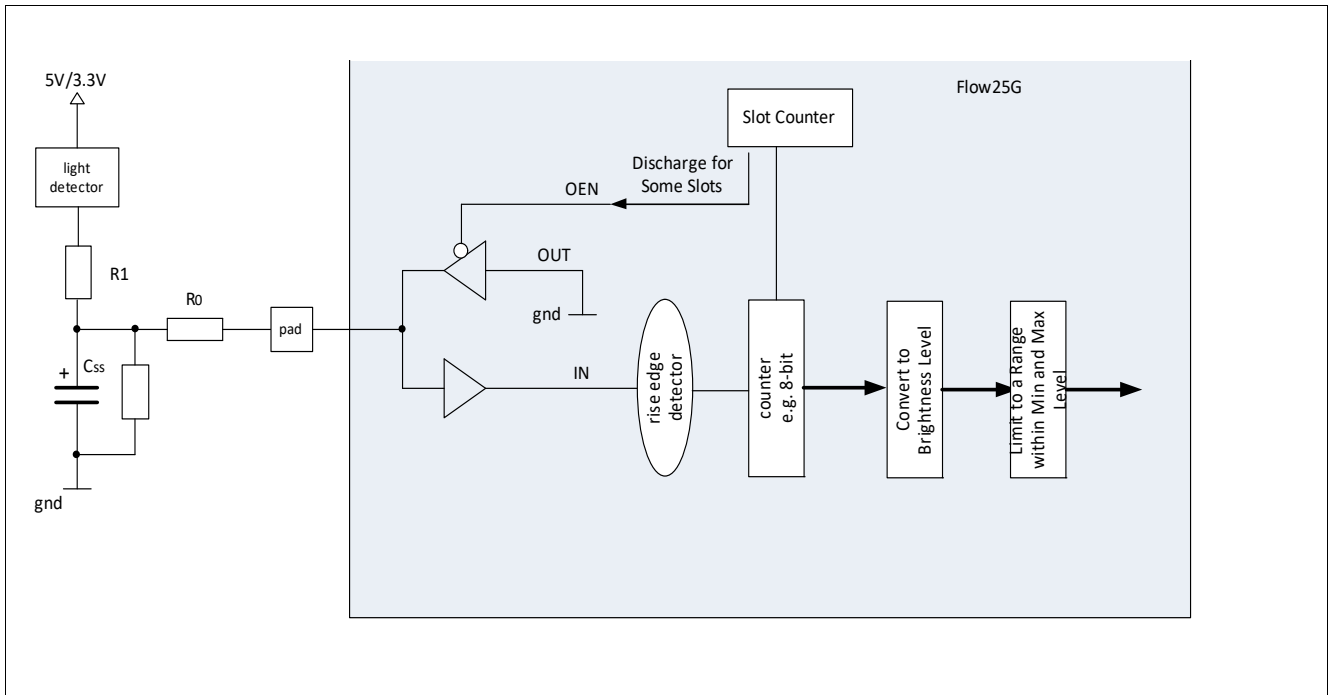 5V/3.3V
light
detector
R1
R0
pad
+
Css
gnd
Flow25G
Slot Counter
Discharge for
Some Slots
OEN
OUT
gnd
IN
rise edge
detector
counter
e.g. 8-bit
Convert to
Brightness Level
Limit to a Range
within Min and Max
Level